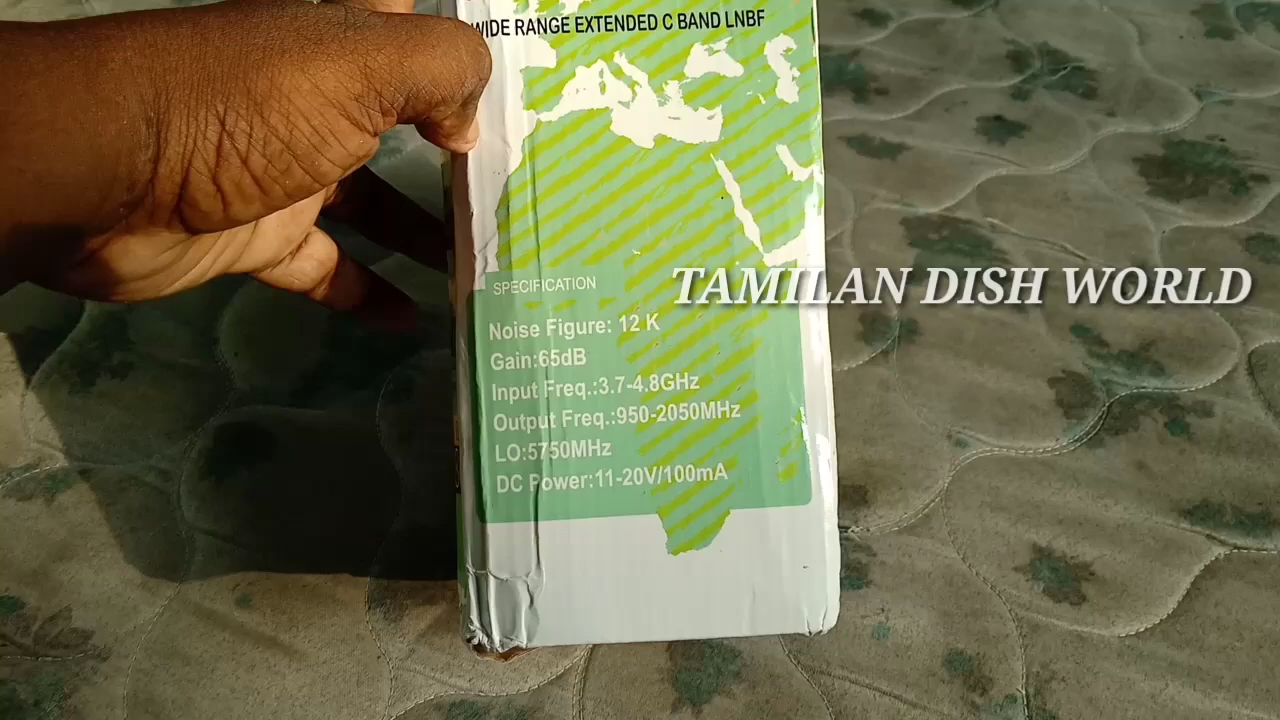 WIDE RANGE EXTENDED C BAND LNBF
SPECIFICATION
TAMILAN DISH WORLD
Noise Figure: 12 K
Gain:65dB
Input Freq.:3.7-4.8GHz
Output Freq.:950-2050MHz
LO:5750MHz
DC Power:11-20V/100mA